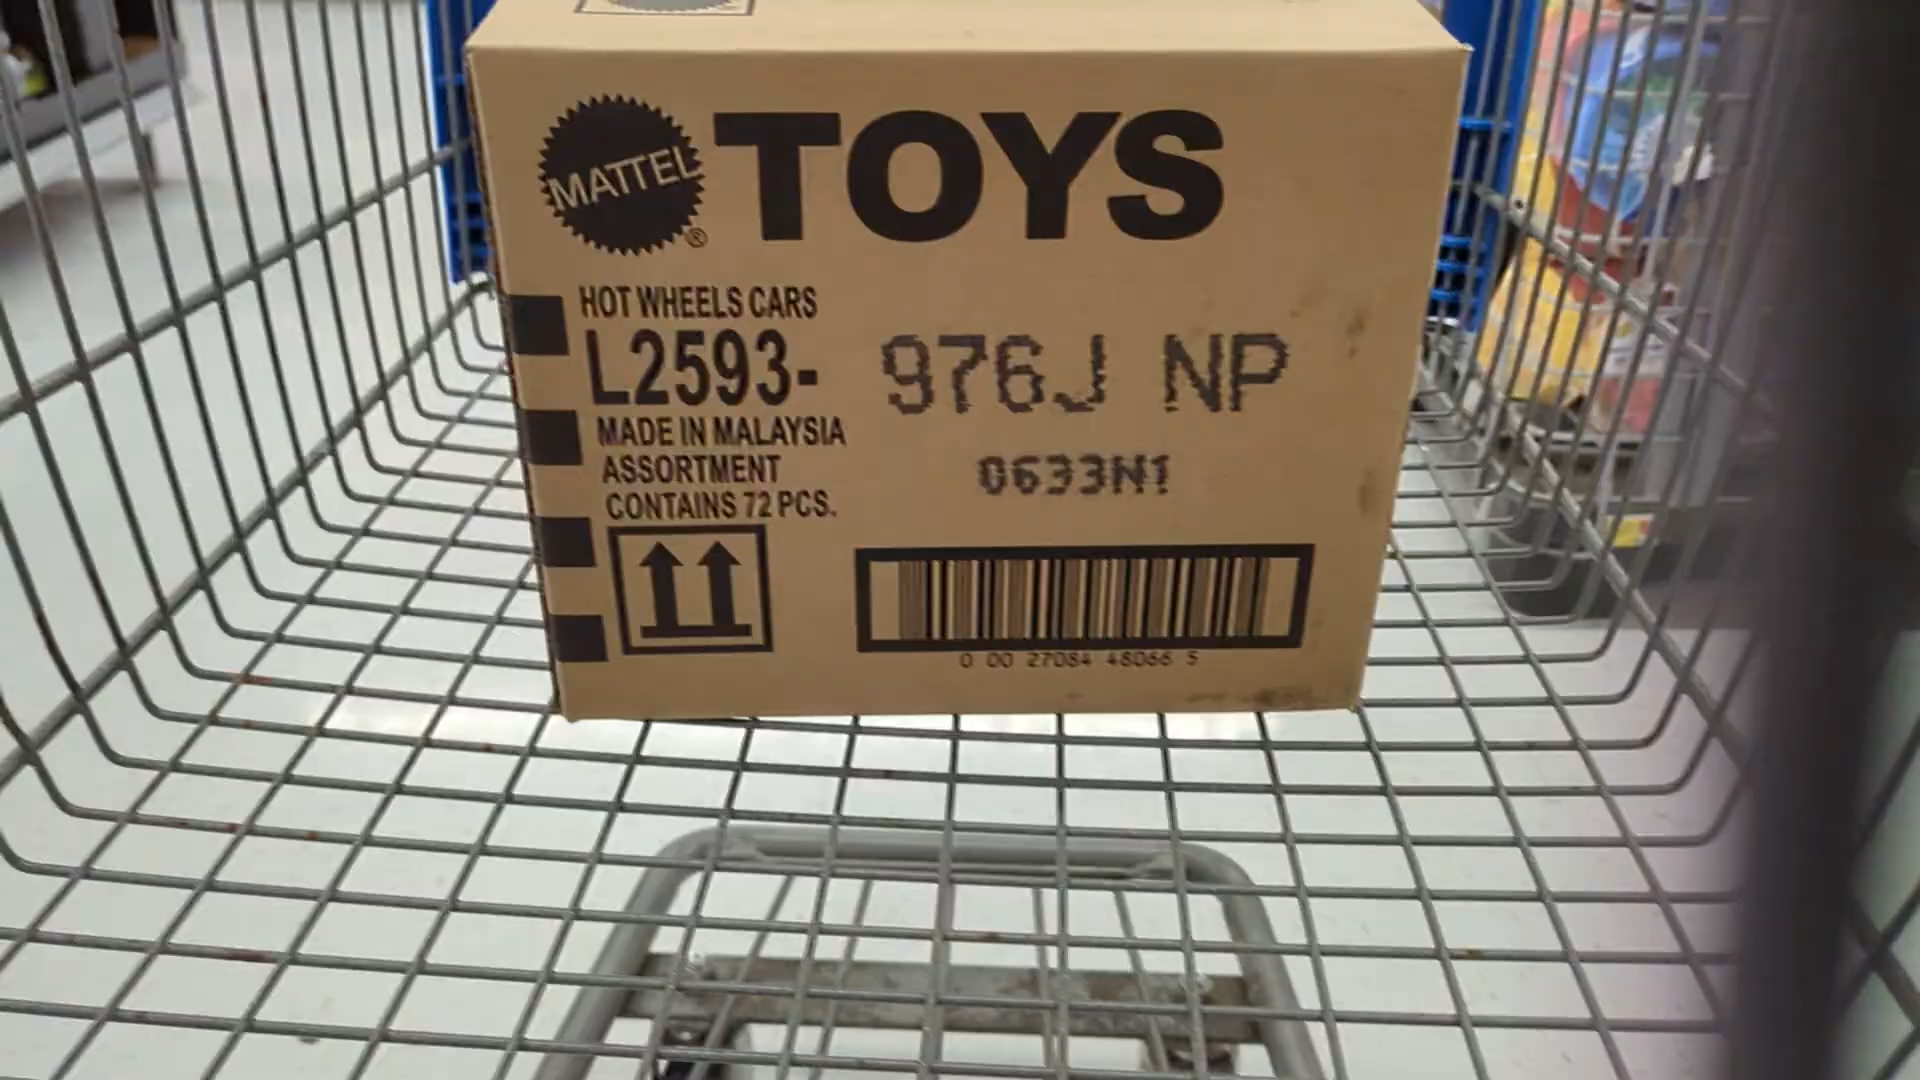 MATTEL ® TOYS
HOT WHEELS CARS
L2593- 976J NP
MADE IN MALAYSIA
ASSORTMENT
CONTAINS 72 PCS.
0633N1
0 00 27084 48066 5